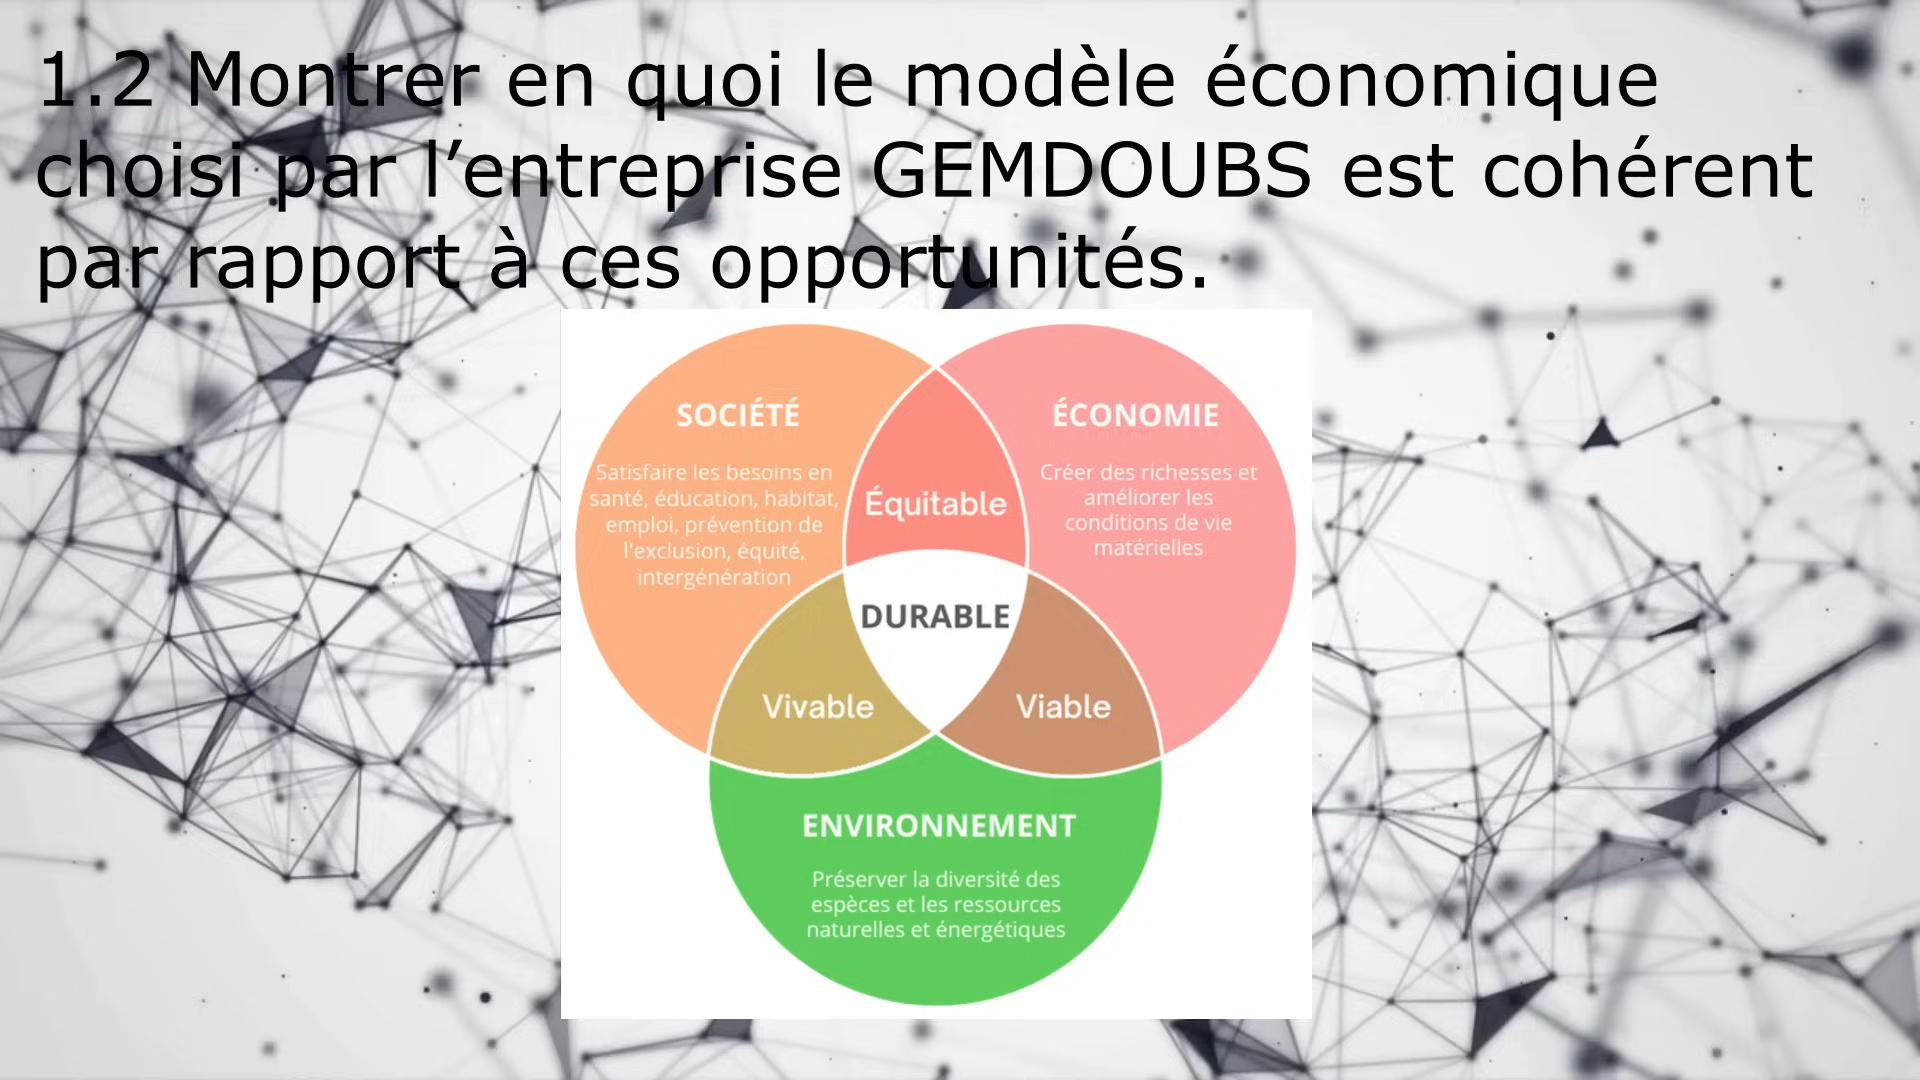 1.2 Montrer en quoi le modèle économique
choisi par l’entreprise GEMDOUBS est cohérent
par rapport à ces opportunités.
SOCIÉTÉ
Satisfaire les besoins en
santé, éducation, habitat,
emploi, prévention de
l'exclusion, équité,
intergénération
Équitable
ÉCONOMIE
Créer des richesses et
améliorer les
conditions de vie
matérielles
DURABLE
Vivable
Viable
ENVIRONNEMENT
Préserver la diversité des
espèces et les ressources
naturelles et énergétiques